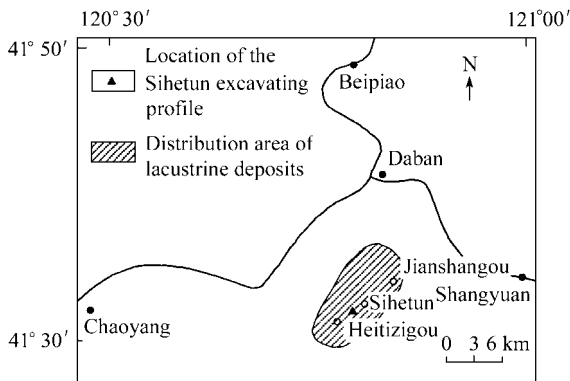 120° 30′
121° 00′
41° 50′
Location of the
Sihetun excavating
profile
Distribution area of
lacustrine deposits
Beipiao
N
Daban
Jianshangou
Shangyuan
Sihetun
Heitizigou
Chaoyang
41° 30′
0 3 6 km